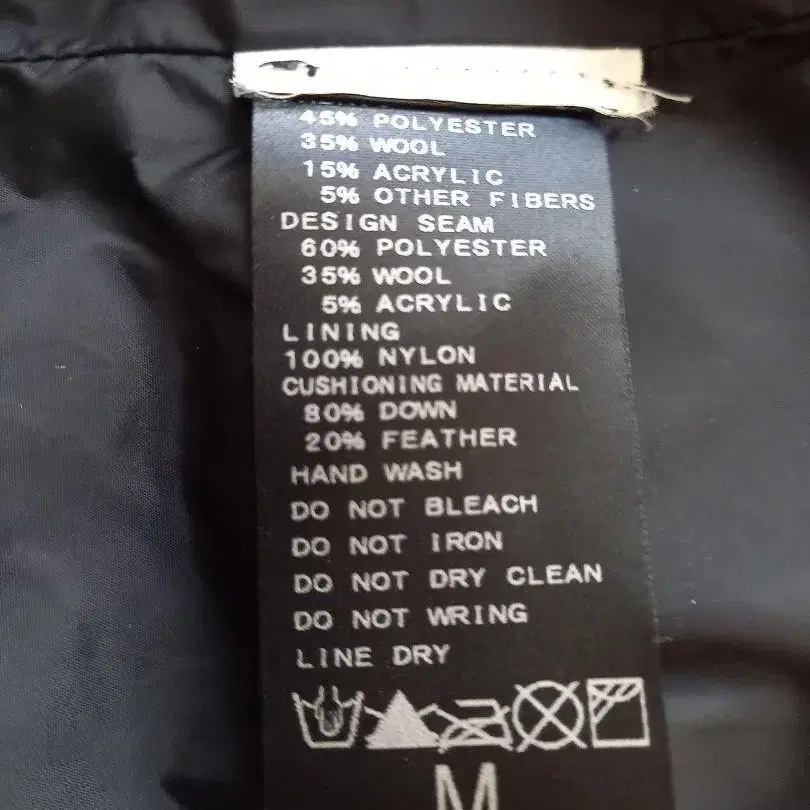 45% POLYESTER
35% WOOL
15% ACRYLIC
5% OTHER FIBERS
DESIGN SEAM
60% POLYESTER
35% WOOL
5% ACRYLIC
LINING
100% NYLON
CUSHIONING MATERIAL
80% DOWN
20% FEATHER
HAND WASH
DO NOT BLEACH
DO NOT IRON
DO NOT DRY CLEAN
DO NOT WRING
LINE DRY
M